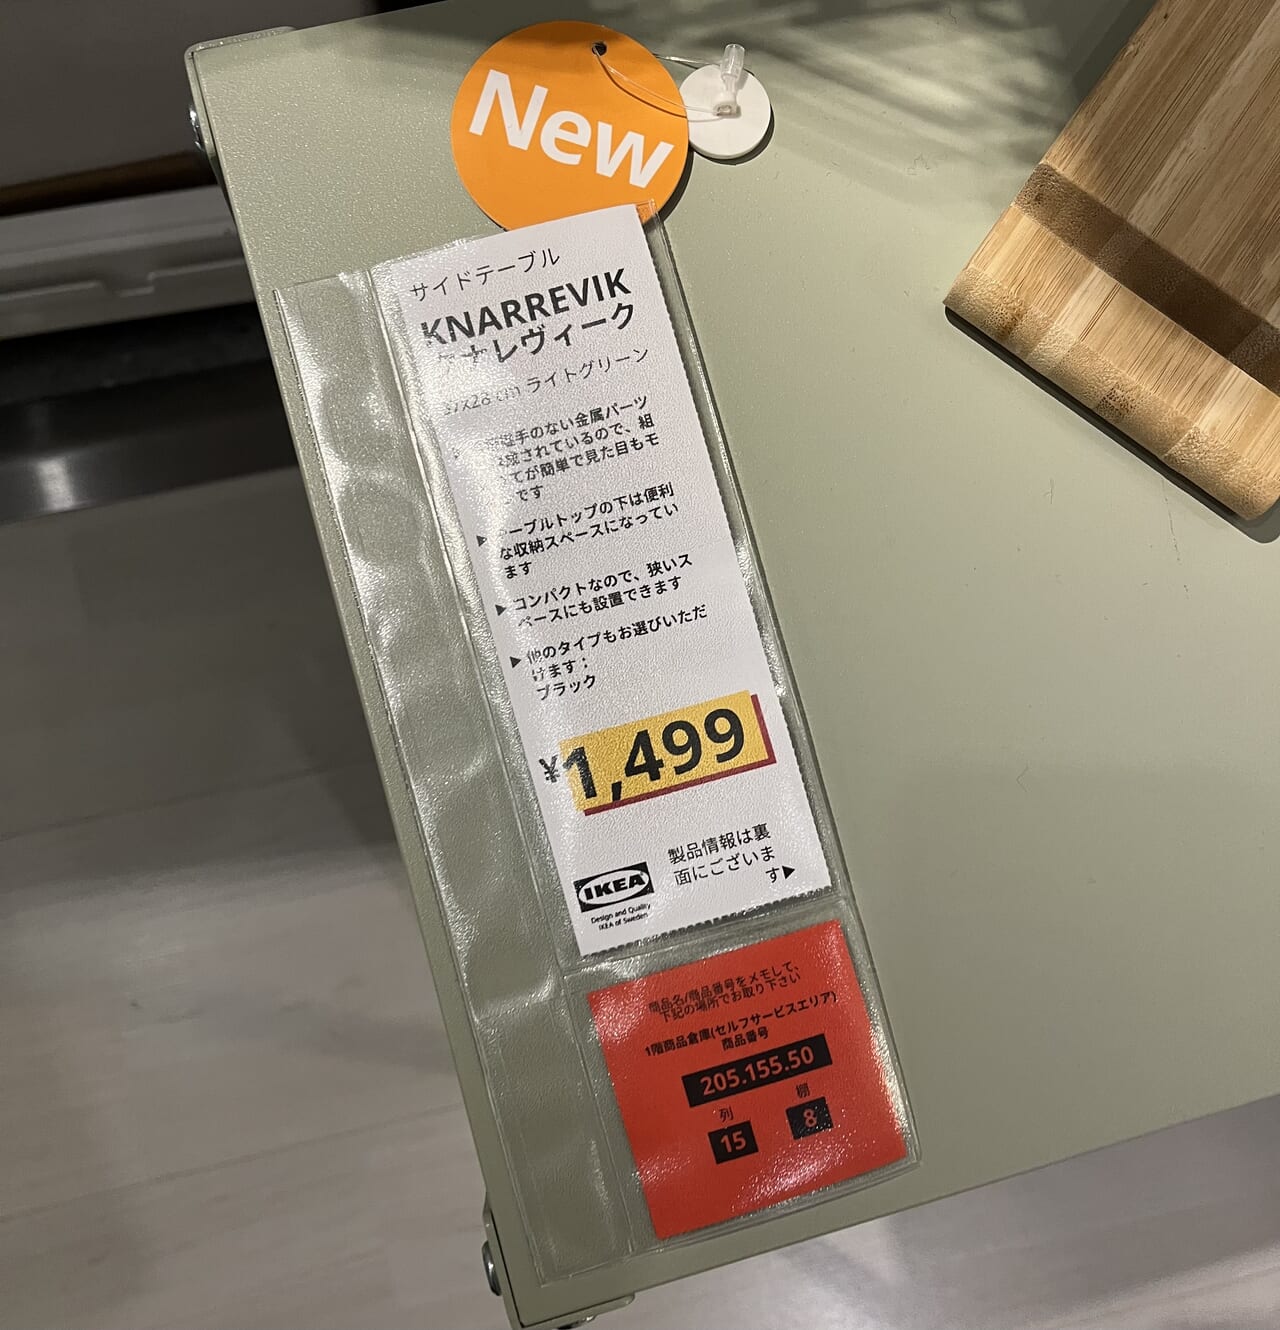 New
サイドテーブル
KNARREVIK
クナレヴィーク
37x28 cm ライトグリーン
手のない金属パーツ
されているので、組
てが簡単で見た目もモ
です
▶ ーブルトップの下は便利
な収納スペースになってい
ます
▶ コンパクトなので、狭いス
ペースにも設置できます
▶ 他のタイプもお選びいただ
けます：
ブラック
¥1,499
製品情報は裏
面にございま
す▶
IKEA
Design and Quality
IKEA of Sweden
商品名/商品番号をメモして、
下記の場所でお取り下さい
1階商品倉庫(セルフサービスエリア)
商品番号
205.155.50
列 棚
15 8